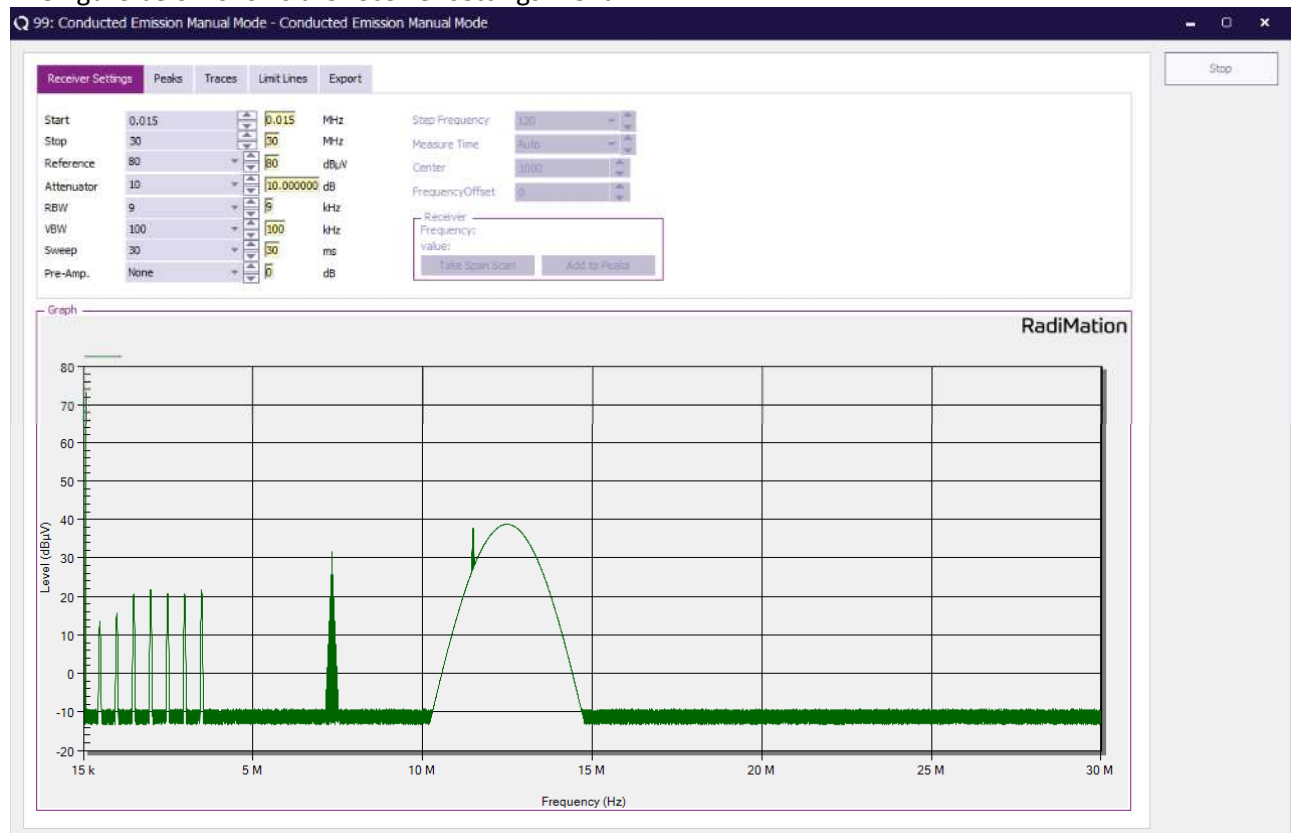 99: Conducted Emission Manual Mode - Conducted Emission Manual Mode
Stop
Receiver Settings Peaks Traces Limit Lines Export
Start 0.015 0.015 MHz Step Frequency 120
Stop 30 30 MHz Measure Time Auto
Reference 80 80 dBµV Center 3000
Attenuator 10 10.000000 dB FrequencyOffset 0
RBW 9 9 kHz Receiver
VBW 100 100 kHz Frequency:
Sweep 30 30 ms value:
Pre-Amp. None 0 dB Take Span Scan Add to Peaks
Graph
RadiMation
80
70
60
50
40
30
20
10
0
-10
-20
Level (dBµV)
15 k 5 M 10 M 15 M 20 M 25 M 30 M
Frequency (Hz)